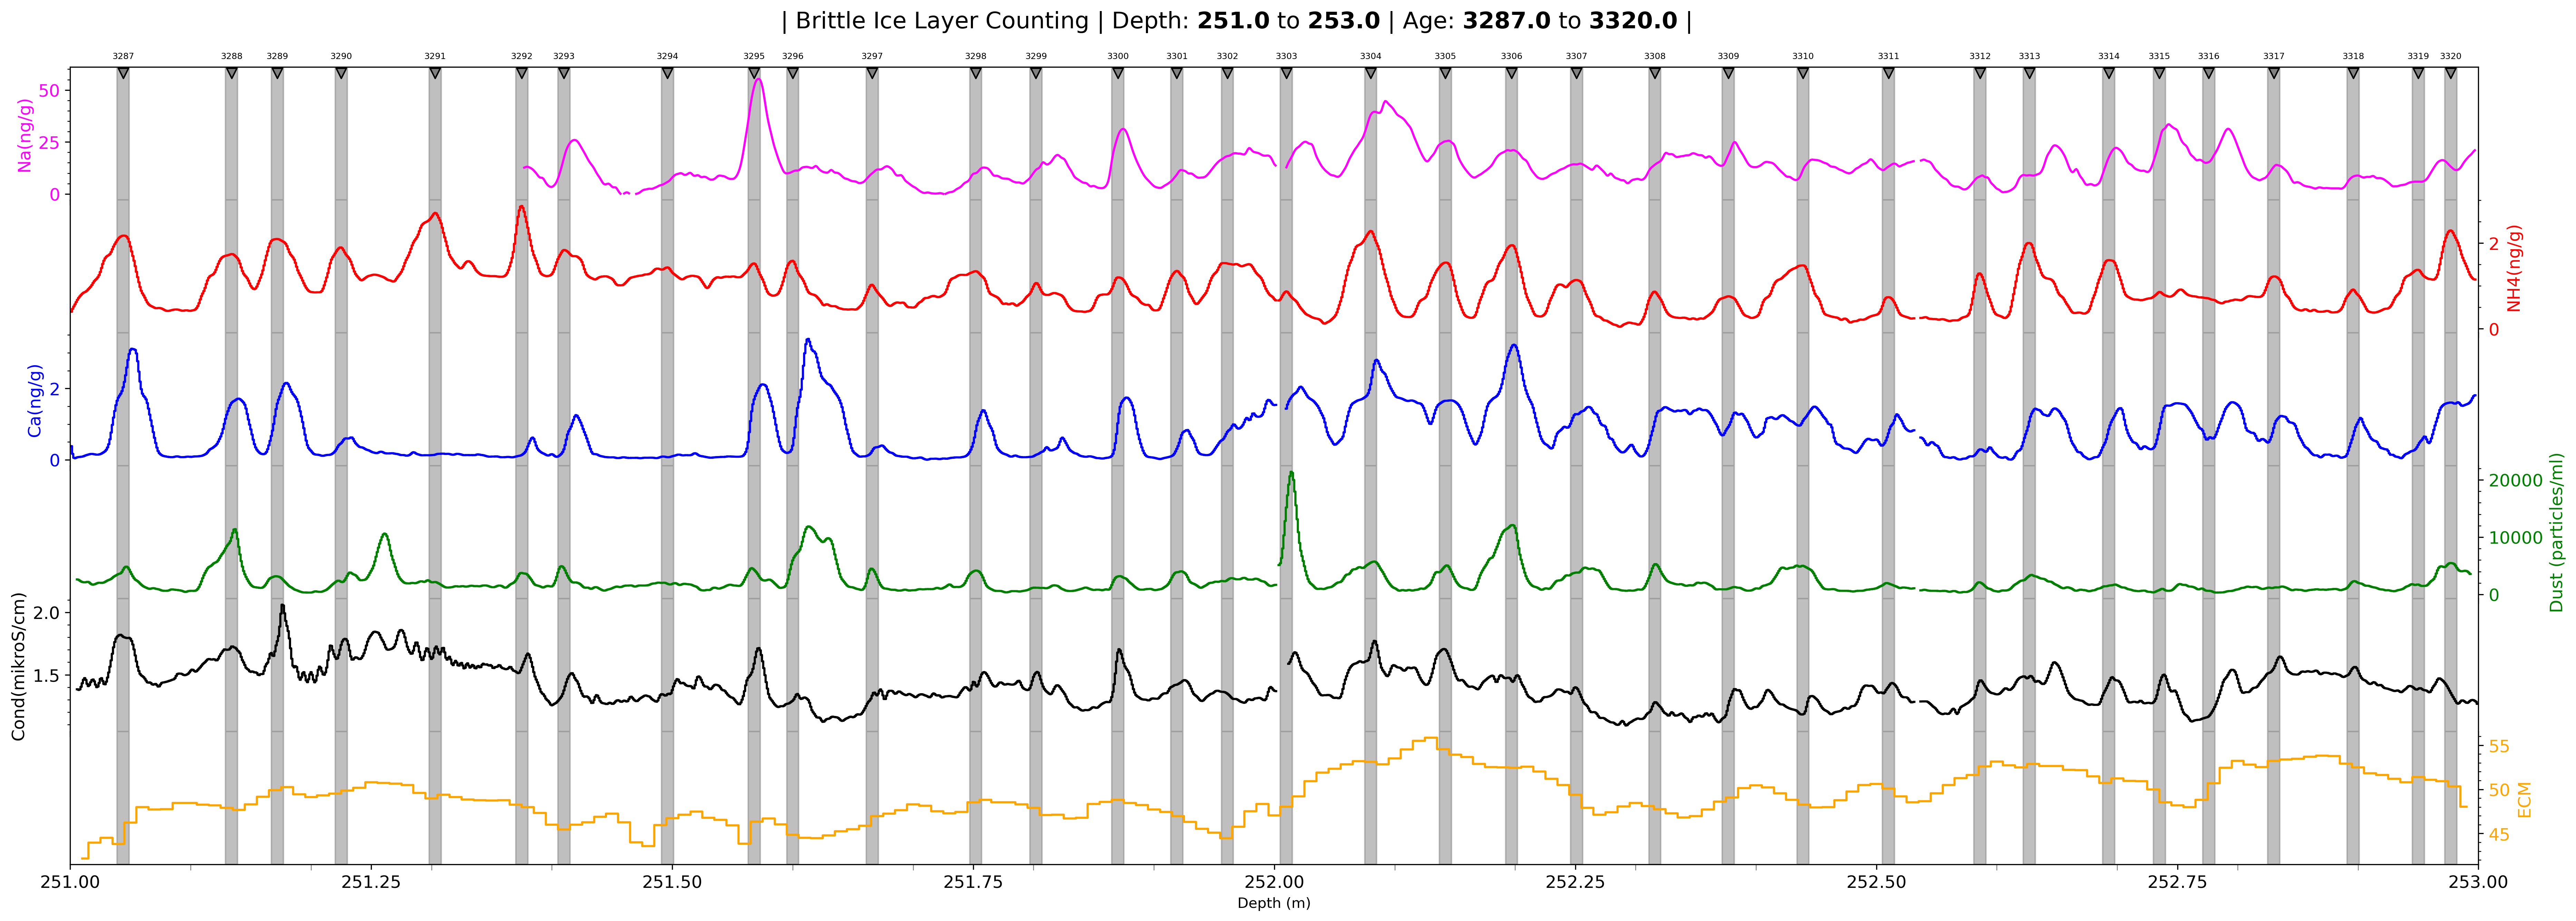 | Brittle Ice Layer Counting | Depth: 251.0 to 253.0 | Age: 3287.0 to 3320.0 |
3287 3288 3289 3290 3291 3292 3293 3294 3295 3296 3297 3298 3299 3300 3301 3302 3303 3304 3305 3306 3307 3308 3309 3310 3311 3312 3313 3314 3315 3316 3317 3318 3319 3320
Na(ng/g)
50
25
0
NH4(ng/g)
2
0
Ca(ng/g)
2
0
Dust (particles/ml)
20000
10000
0
Cond(mikroS/cm)
2.0
1.5
ECM
55
50
45
251.00 251.25 251.50 251.75 252.00 252.25 252.50 252.75 253.00
Depth (m)